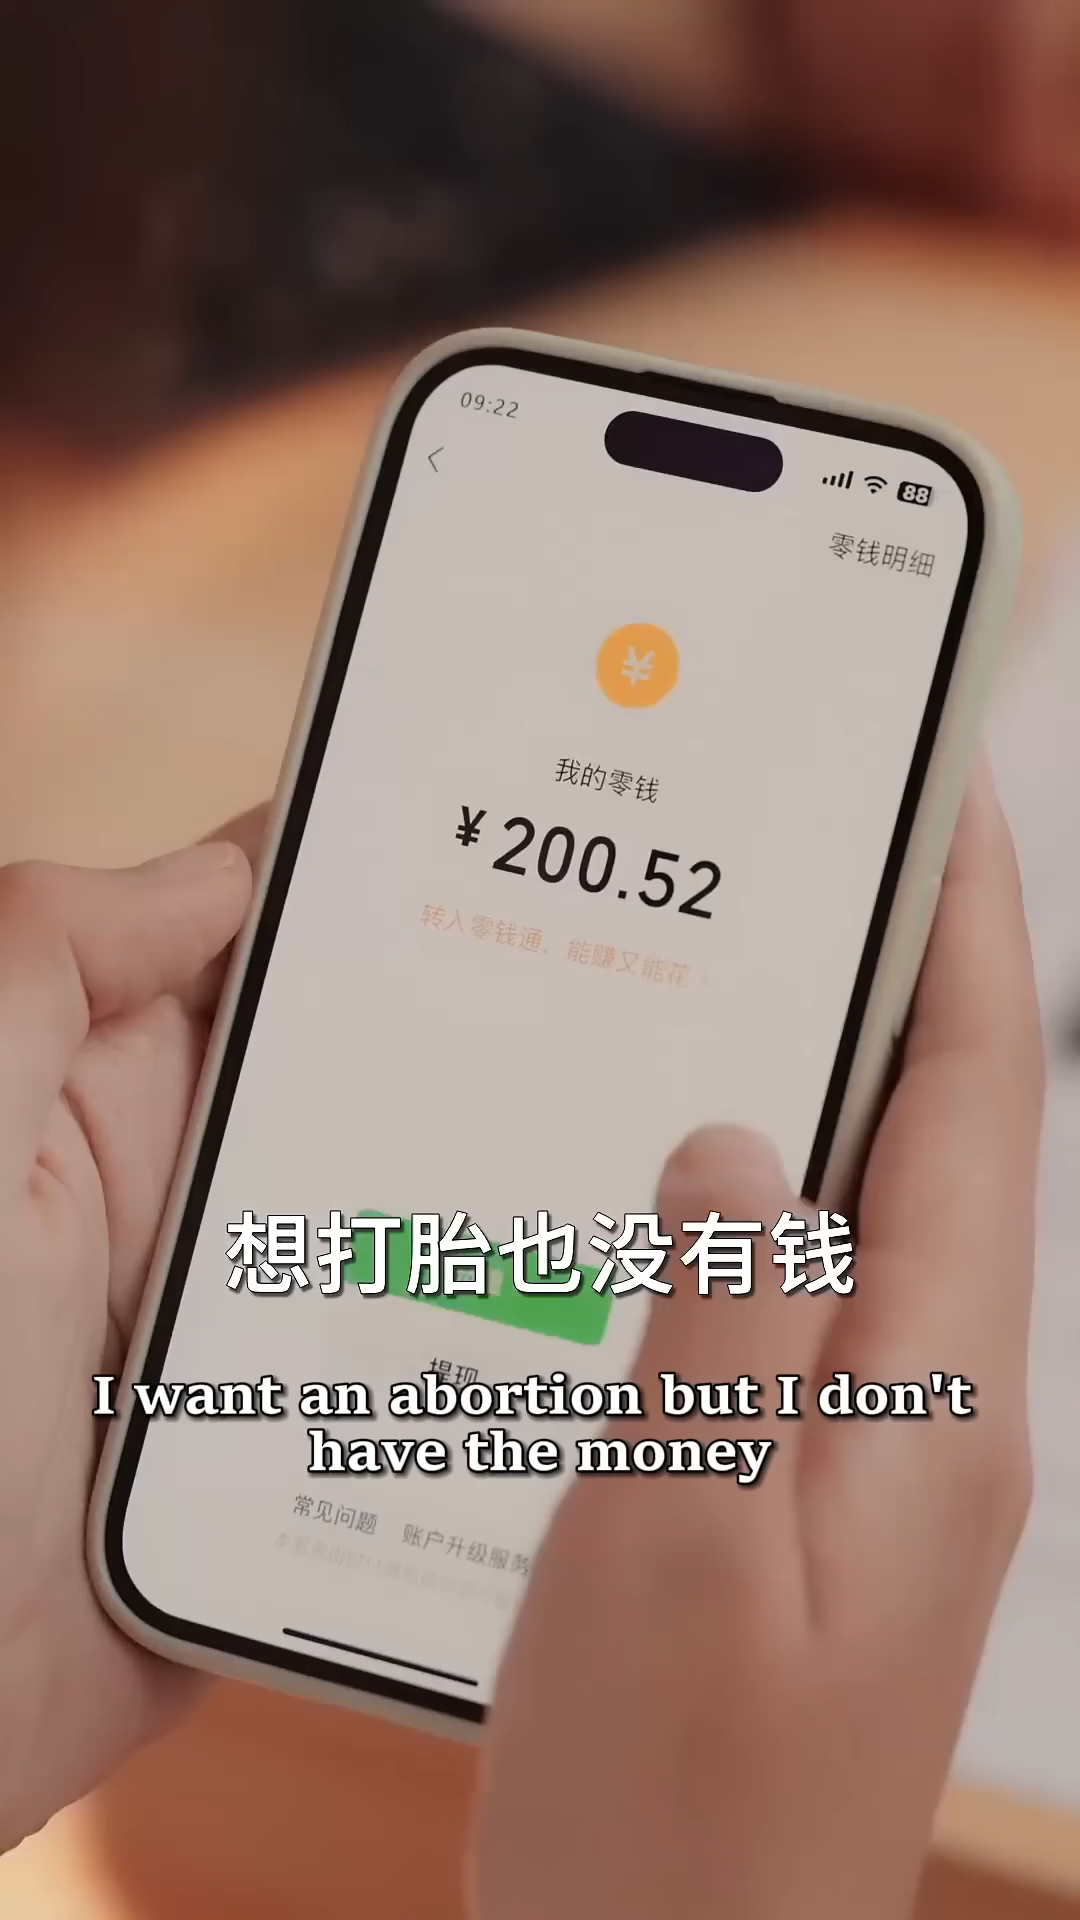 09:22
88
零钱明细
¥
我的零钱
¥200.52
转入零钱通，能赚又能花
想打胎也没有钱
提现
I want an abortion but I don't
have the money
常见问题 账户升级服务